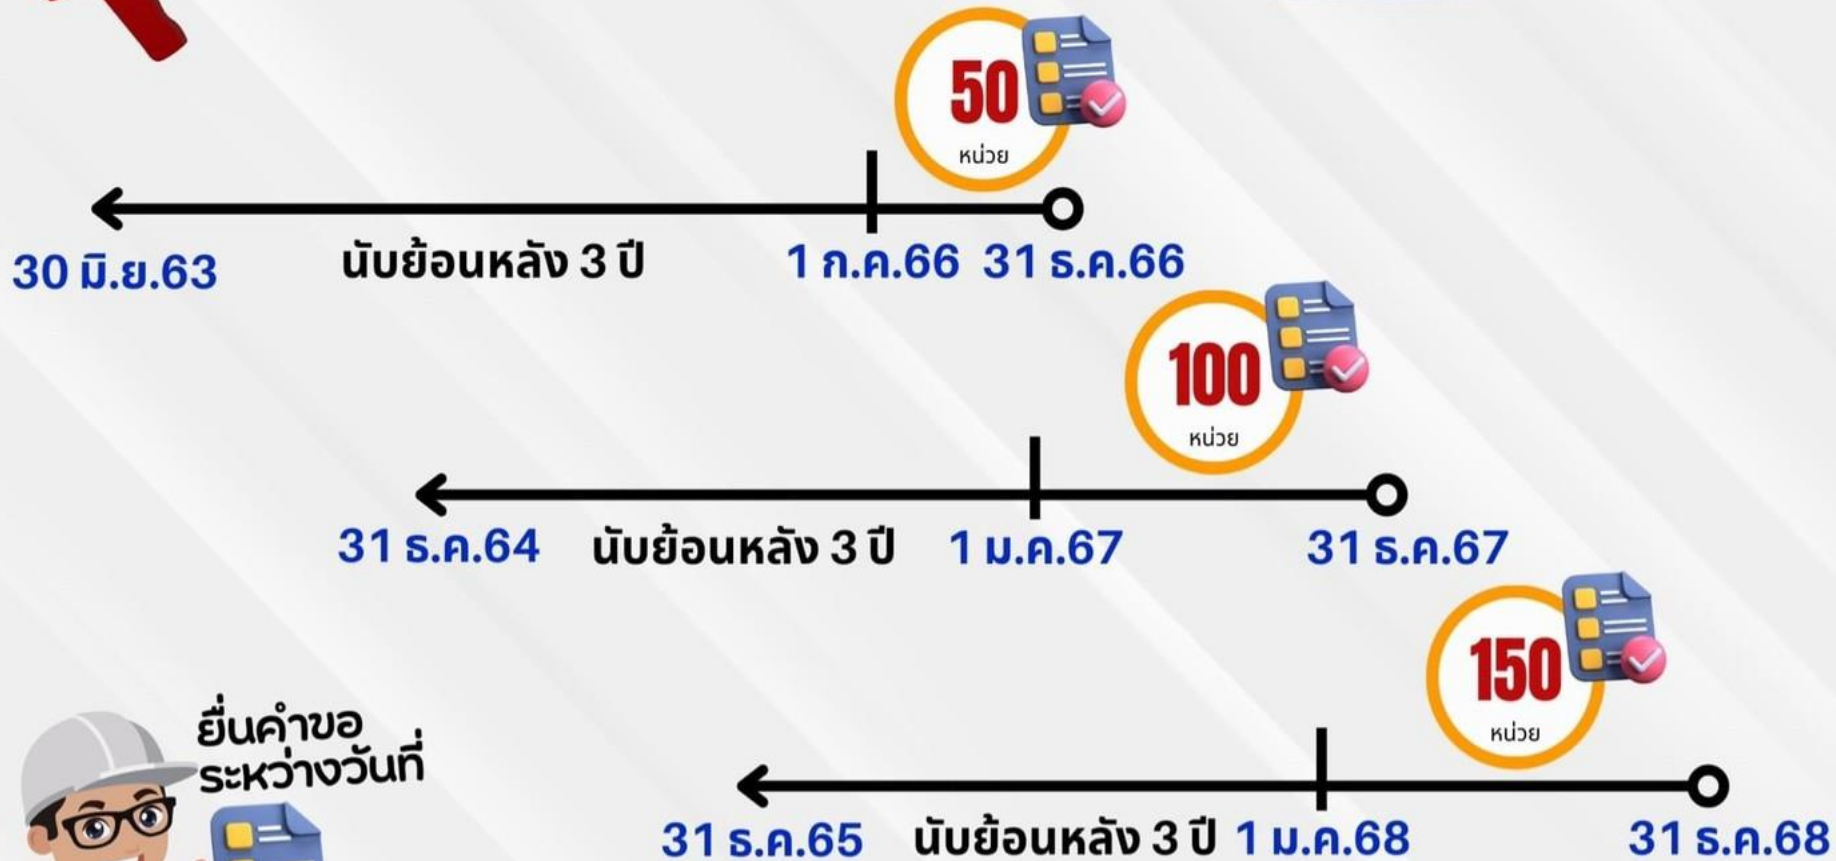 50
หน่วย
30 มิ.ย.63 นับย้อนหลัง 3 ปี 1 ก.ค.66 31 ธ.ค.66
100
หน่วย
31 ธ.ค.64 นับย้อนหลัง 3 ปี 1 ม.ค.67 31 ธ.ค.67
150
หน่วย
ยื่นคำขอ
ระหว่างวันที่
31 ธ.ค.65 นับย้อนหลัง 3 ปี 1 ม.ค.68 31 ธ.ค.68